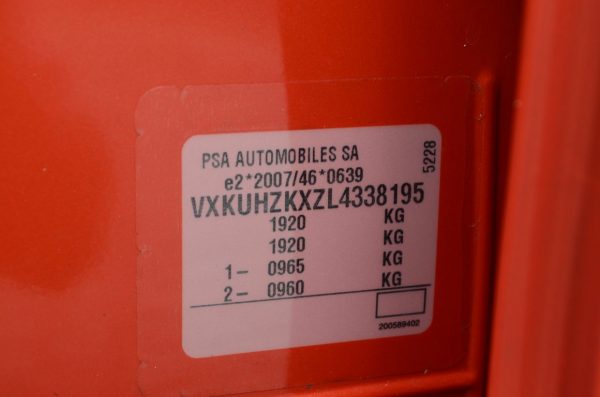 PSA AUTOMOBILES SA
5228
e2*2007/46*0639
VXKUHZKXZL4338195
1920 KG
1920 KG
1– 0965 KG
2– 0960 KG
200589402